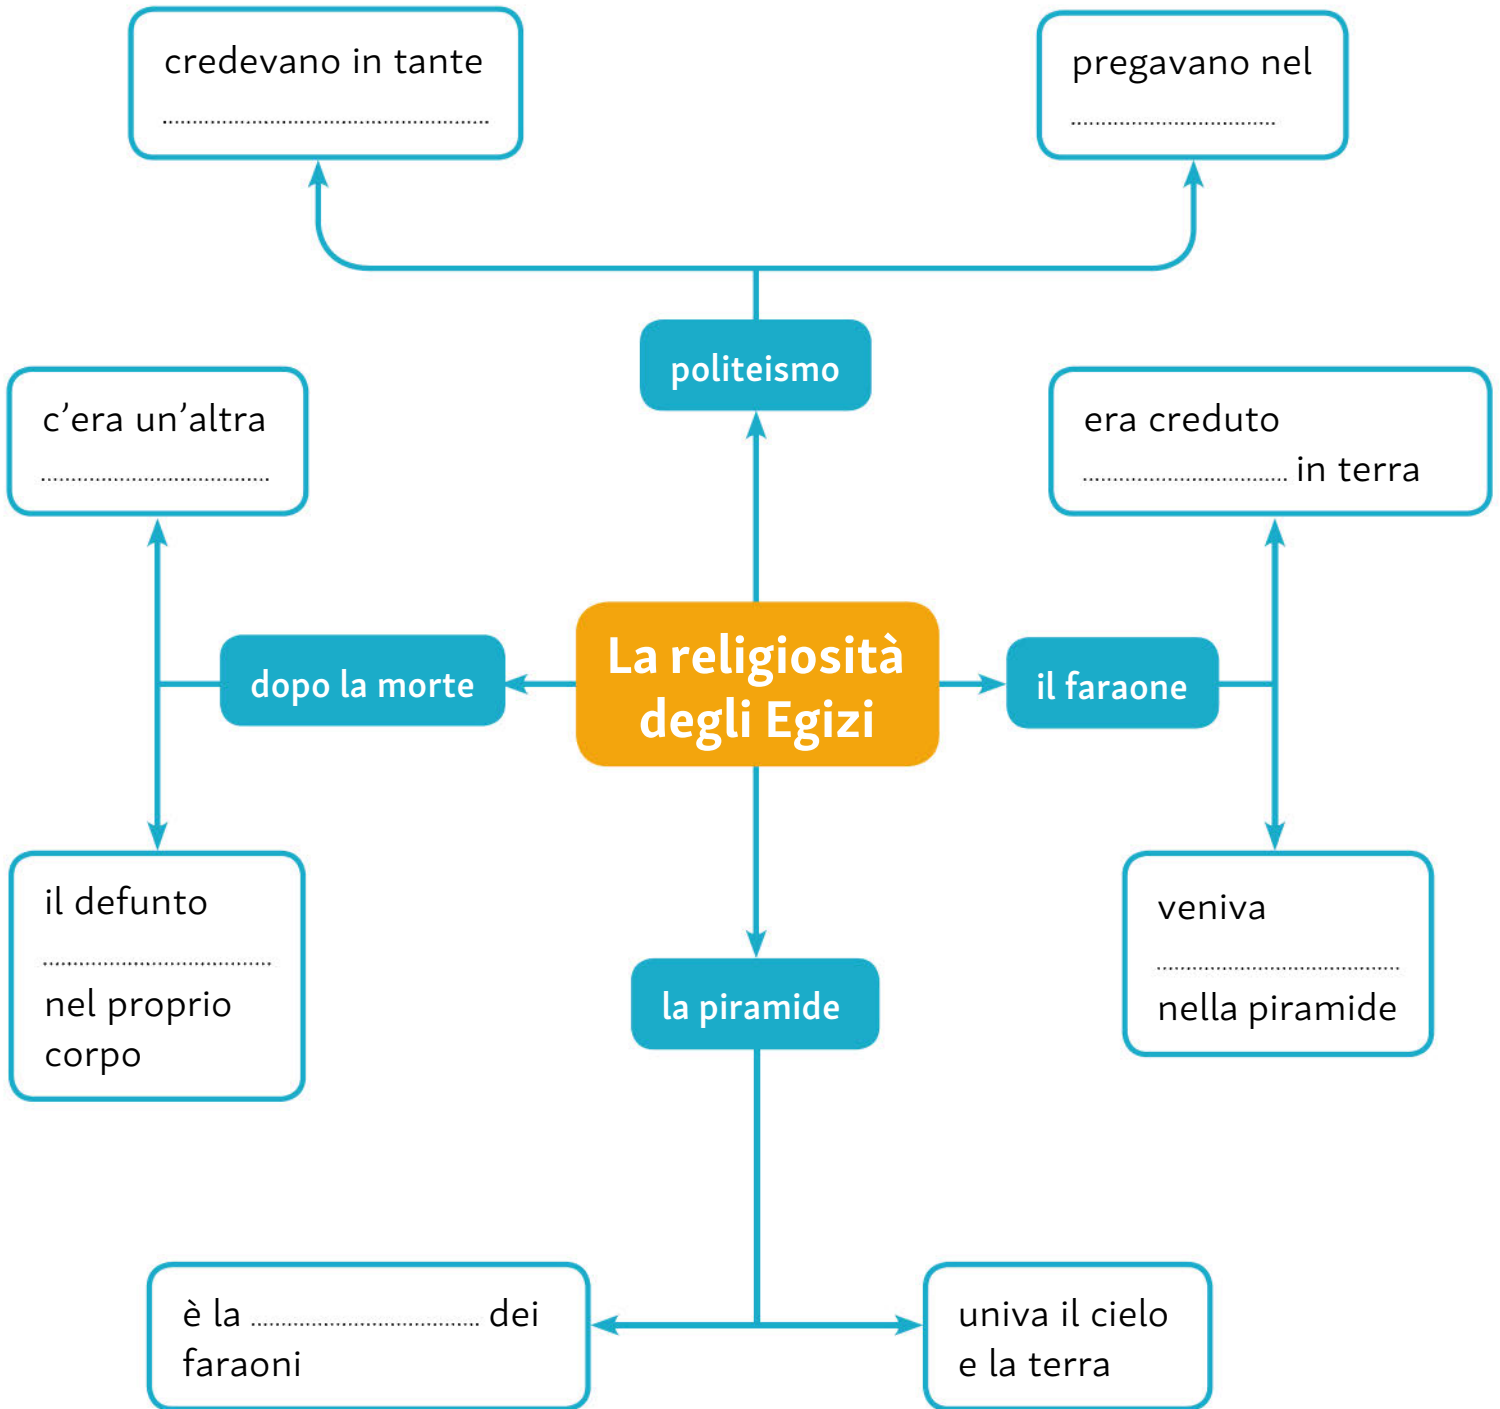 credevano in tante
................................
pregavano nel
................................
politeismo
c’era un’altra
................................
era creduto
................................ in terra
La religiosità
degli Egizi
dopo la morte
il faraone
il defunto
................................
nel proprio
corpo
veniva
................................
nella piramide
la piramide
è la ................................ dei
faraoni
univa il cielo
e la terra